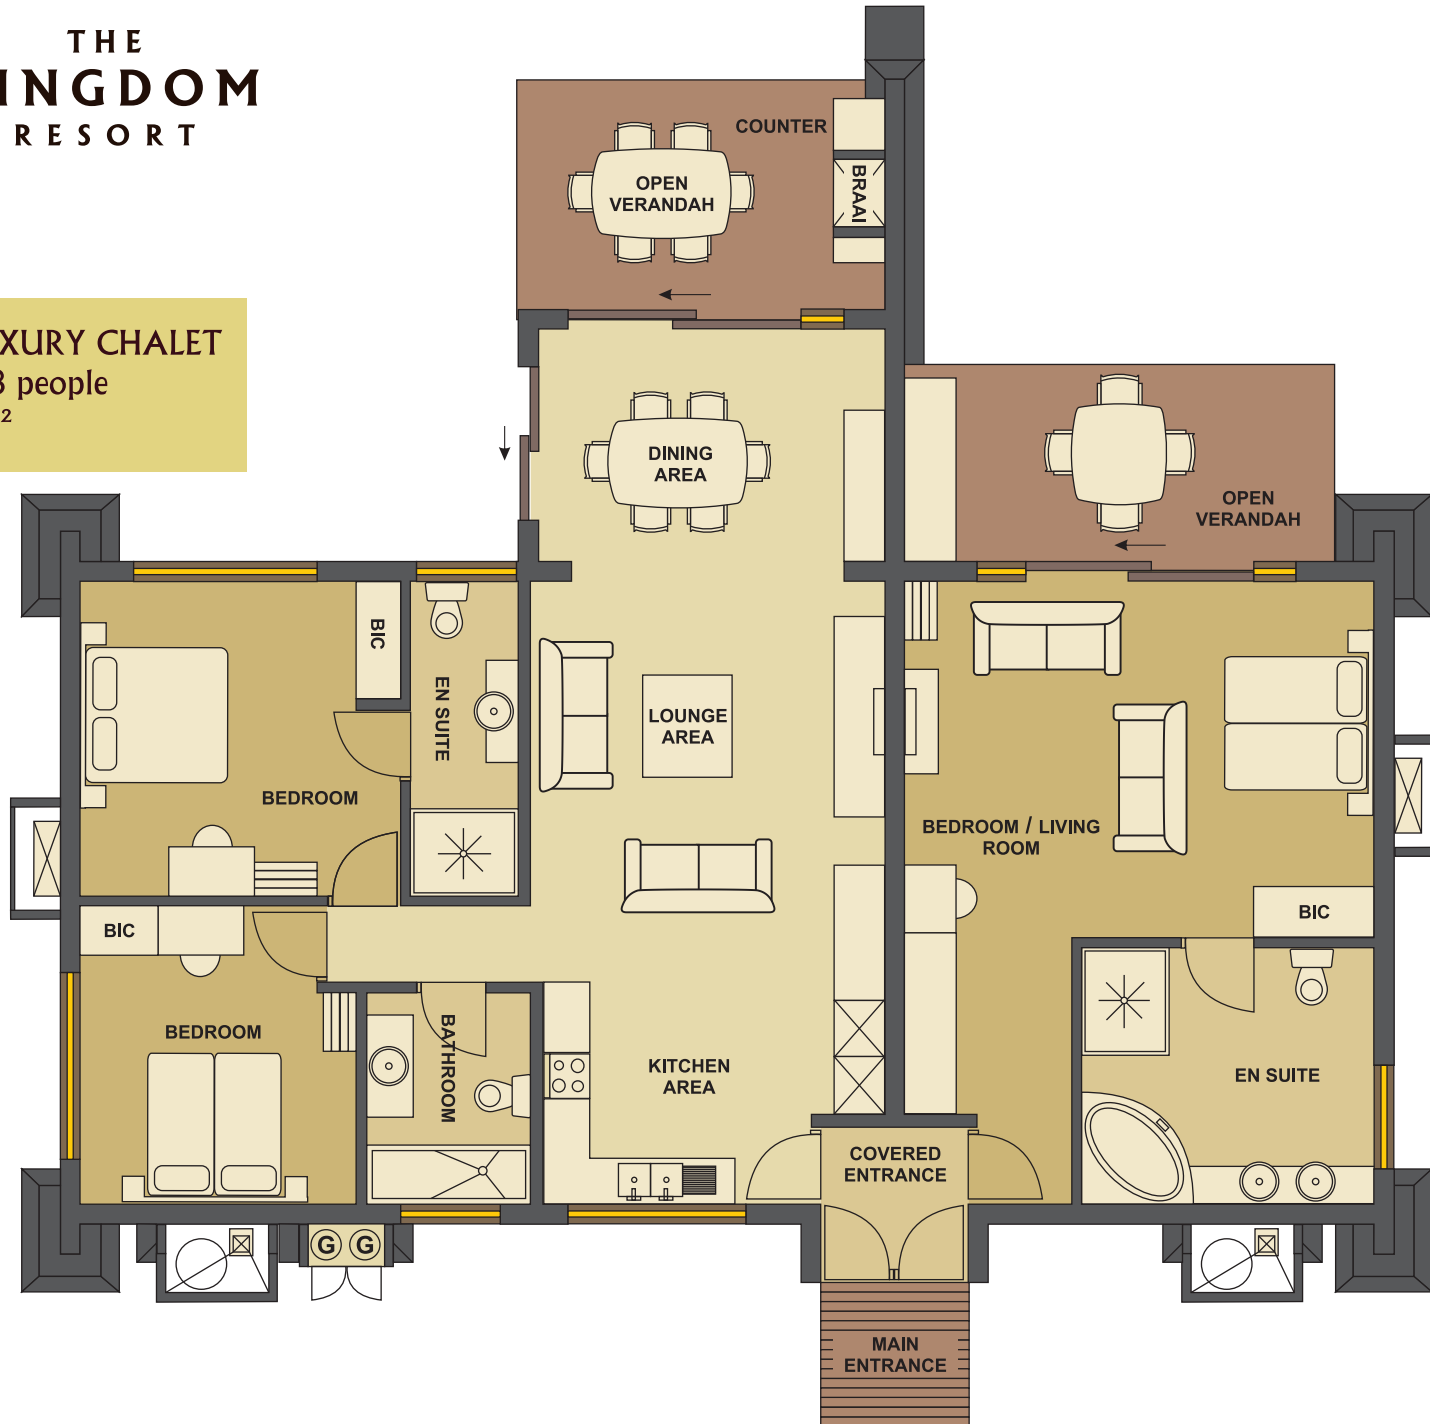 THE
INGDOM
RESORT
XURY CHALET
8 people
2
COUNTER
OPEN
VERANDAH
BRAAI
DINING
AREA
OPEN
VERANDAH
BIC
EN SUITE
LOUNGE
AREA
BEDROOM
BEDROOM / LIVING
ROOM
BIC
BIC
BEDROOM
BATHROOM
KITCHEN
AREA
EN SUITE
COVERED
ENTRANCE
G G
MAIN
ENTRANCE